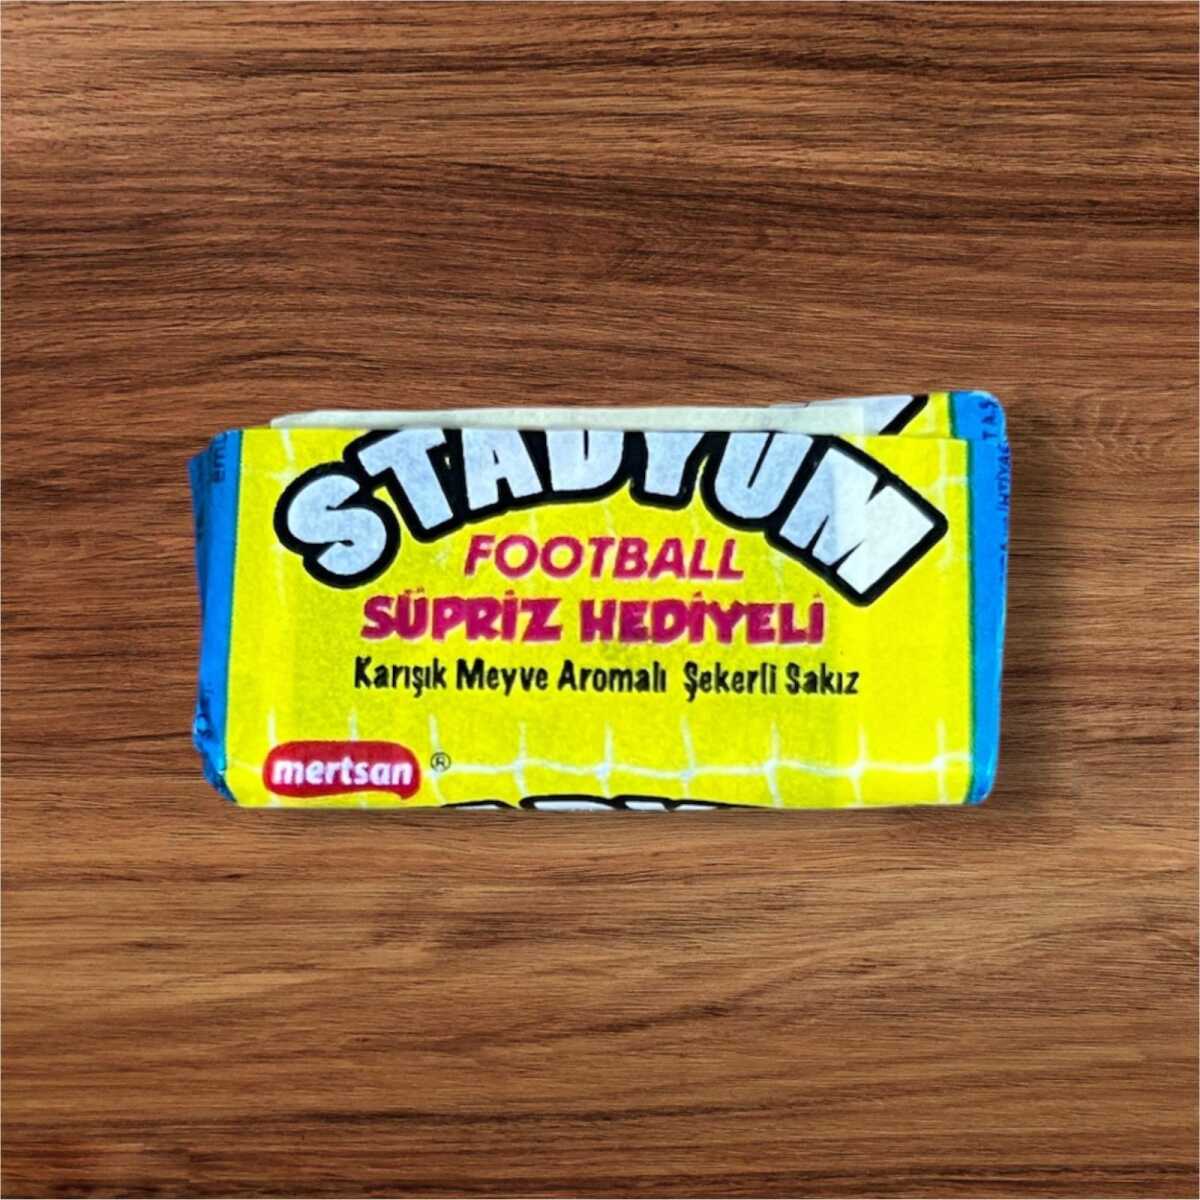 STADYUM
FOOTBALL
SÜPRİZ HEDİYELİ
Karışık Meyve Aromalı Şekerli Sakız
mertsan ®